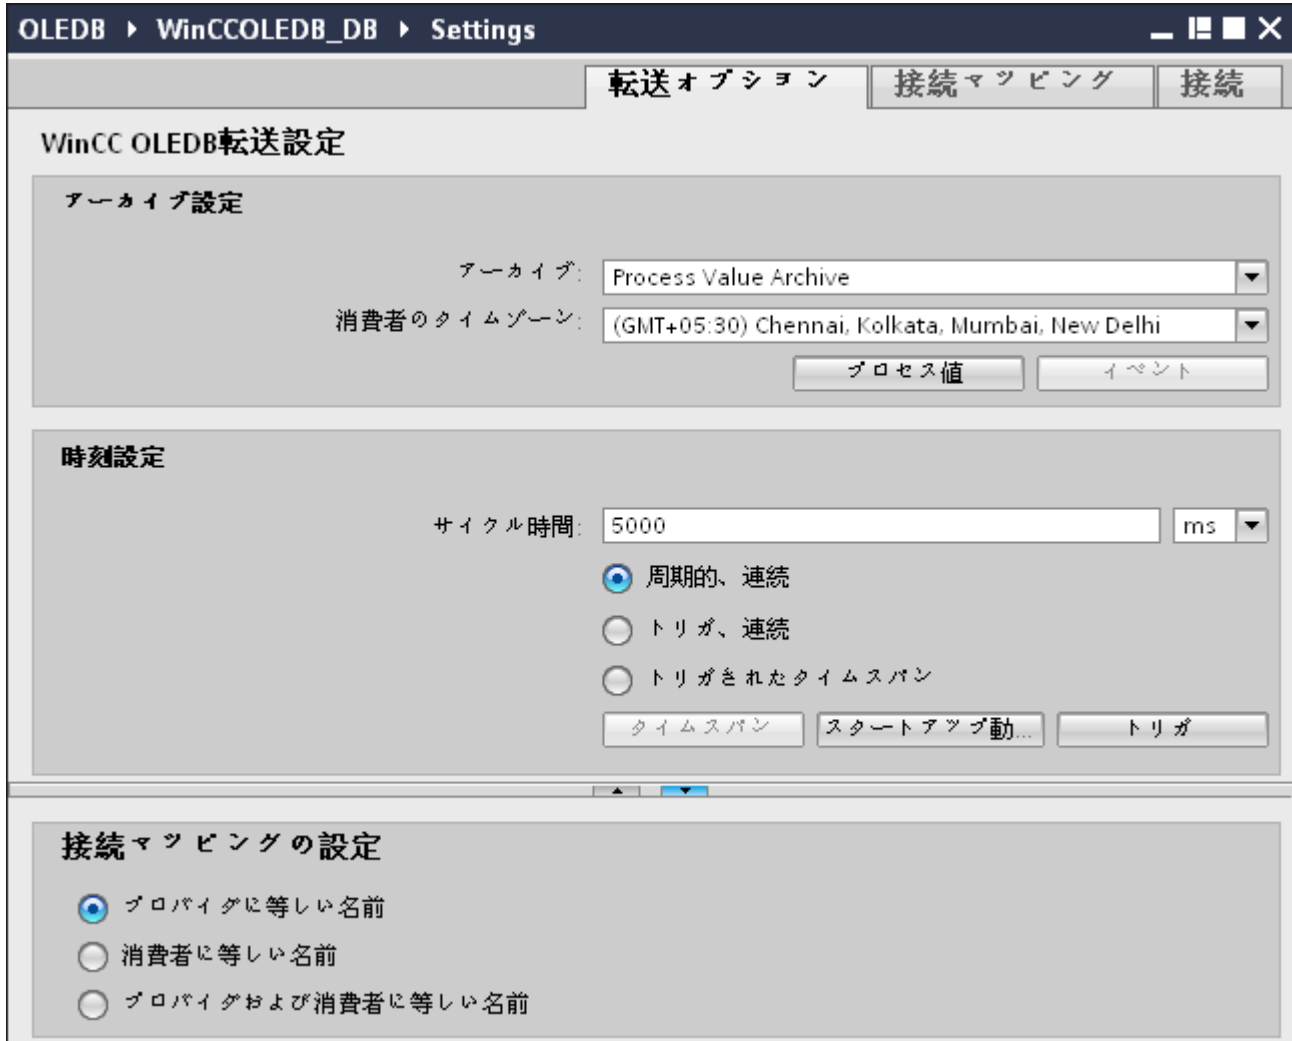 OLEDB ▸ WinCCOLEDB_DB ▸ Settings
転送オプション 接続マッピング 接続
WinCC OLEDB転送設定
アーカイブ設定
アーカイブ: Process Value Archive
消費者のタイムゾーン: (GMT+05:30) Chennai, Kolkata, Mumbai, New Delhi
プロセス値 イベント
時刻設定
サイクル時間: 5000 ms
周期的、連続
トリガ、連続
トリガされたタイムスパン
タイムスパン スタートアップ動... トリガ
接続マッピングの設定
プロバイダに等しい名前
消費者に等しい名前
プロバイダおよび消費者に等しい名前